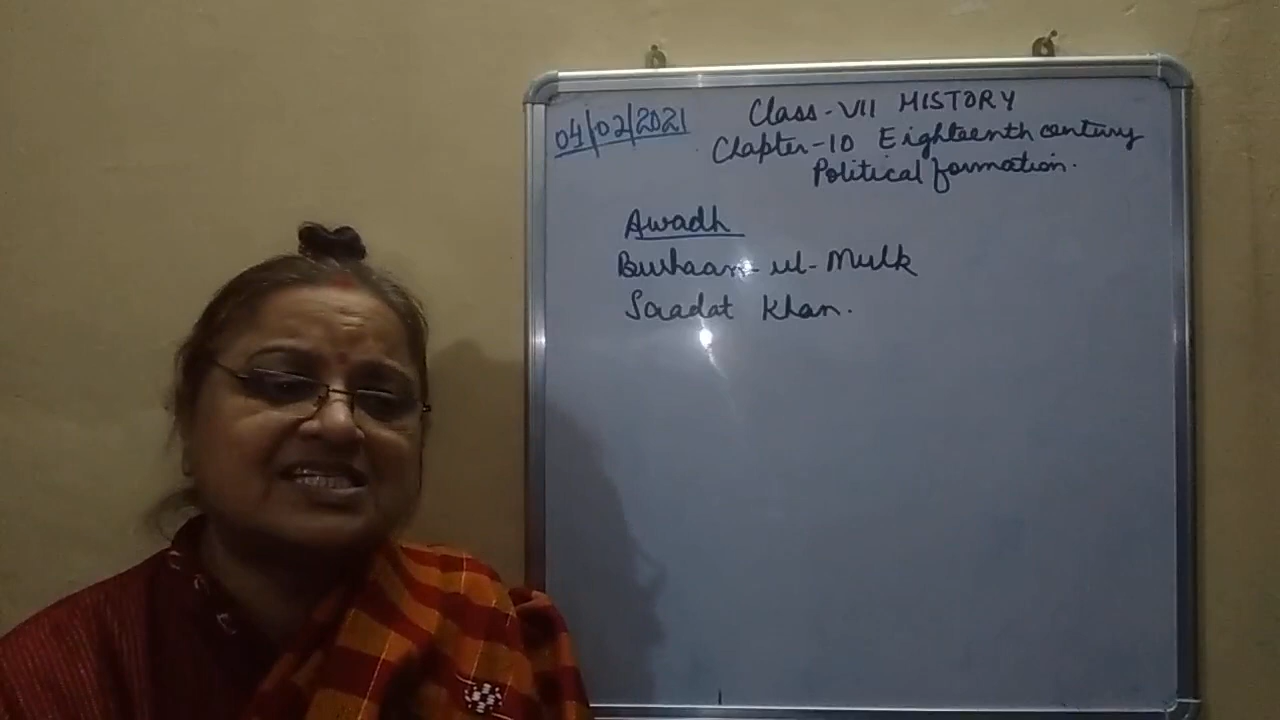 04/02/2021
Class-VII HISTORY
Chapter-10 Eighteenth century
Political formation.
Awadh
Burhaan-ul-Mulk
Saadat Khan.